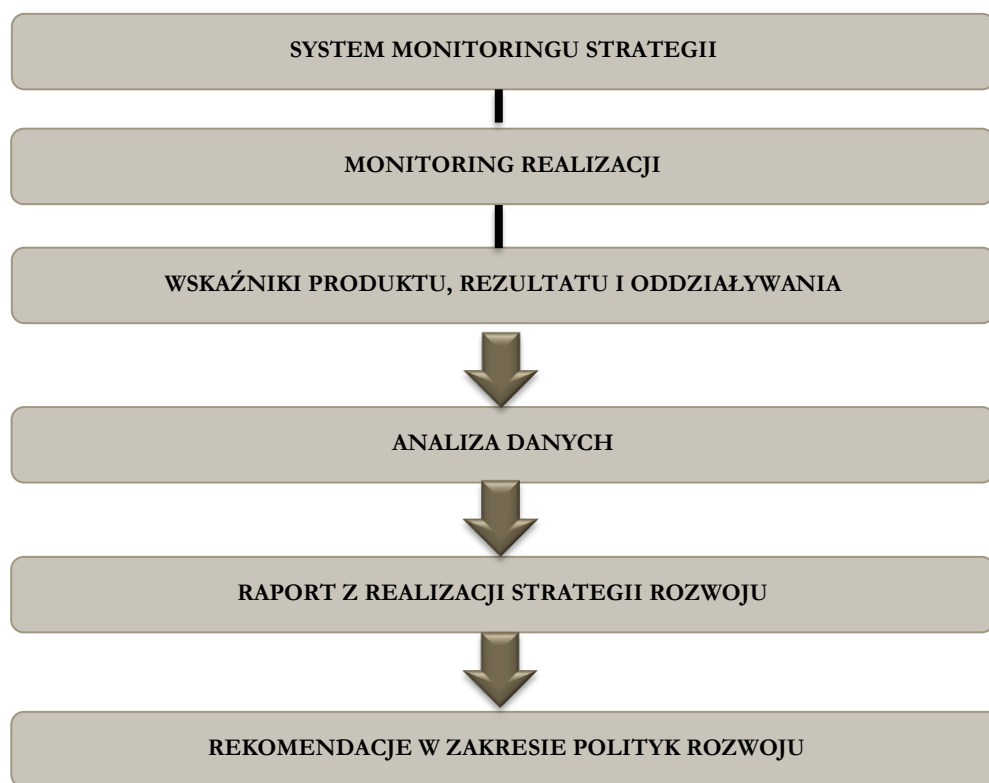 SYSTEM MONITORINGU STRATEGII
MONITORING REALIZACJI
WSKAŹNIKI PRODUKTU, REZULTATU I ODDZIAŁYWANIA
ANALIZA DANYCH
RAPORT Z REALIZACJI STRATEGII ROZWOJU
REKOMENDACJE W ZAKRESIE POLITYK ROZWOJU